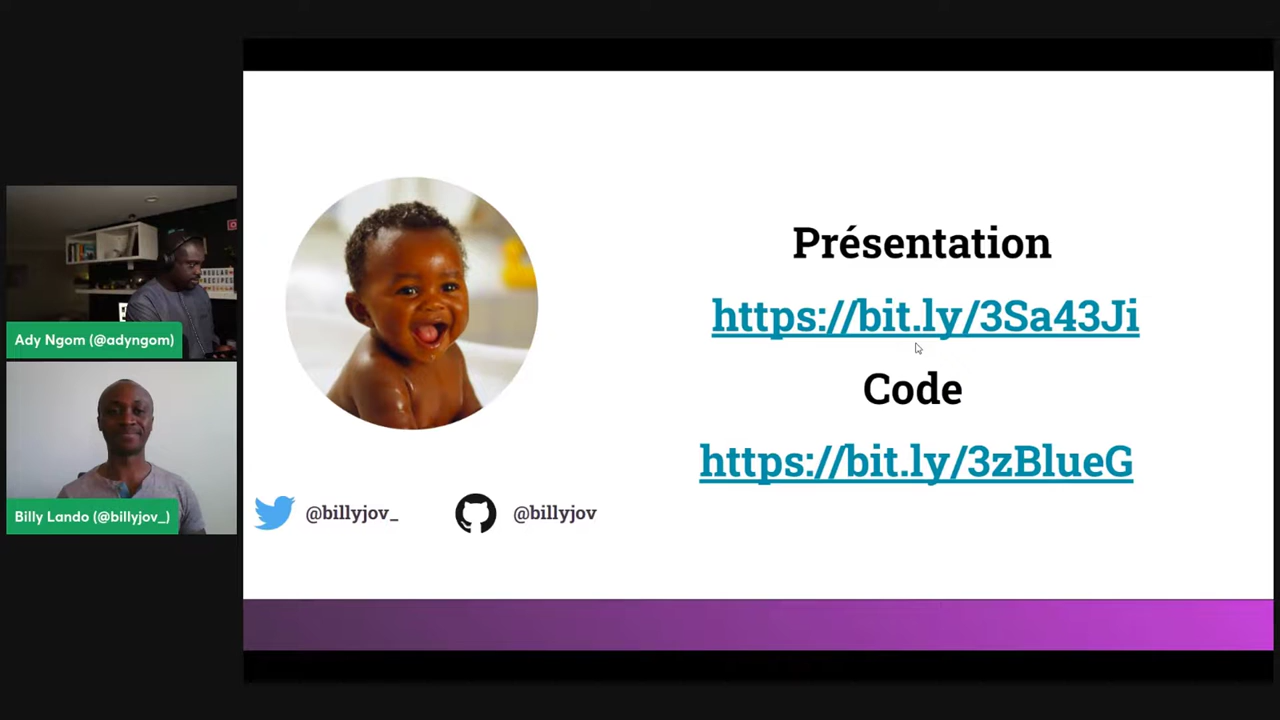 Ady Ngom (@adyngom)
Billy Lando (@billyjov_)
Présentation
https://bit.ly/3Sa43Ji
Code
https://bit.ly/3zBlueG
@billyjov_
@billyjov